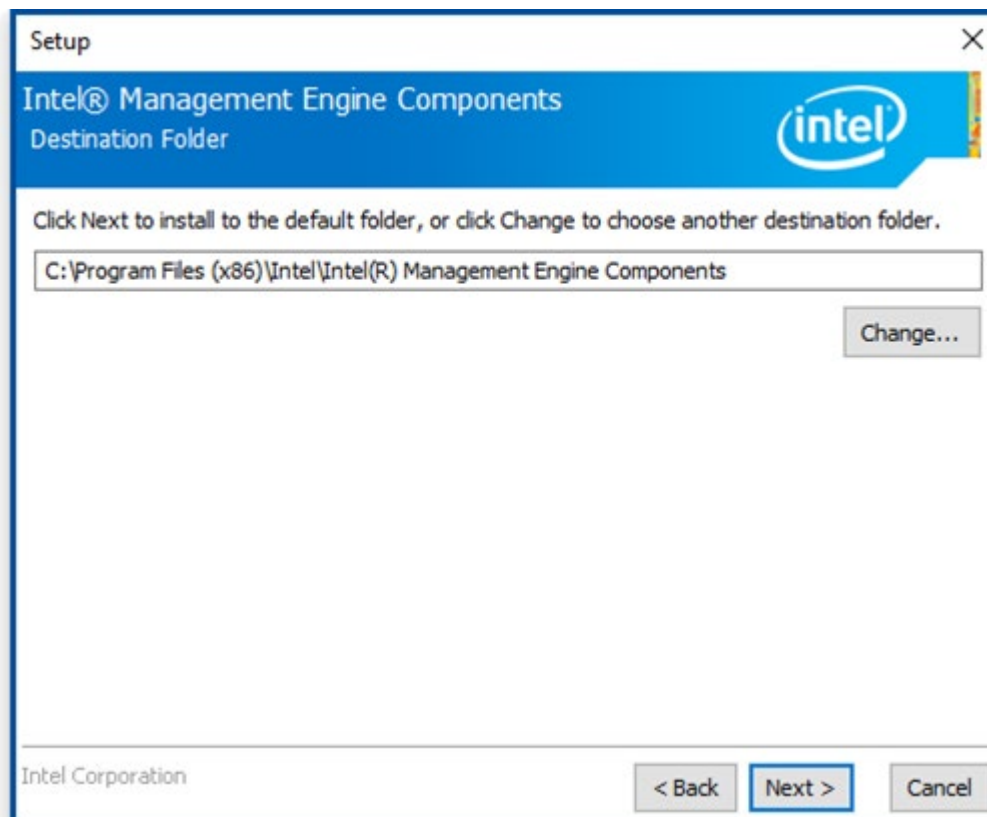 Setup
Intel® Management Engine Components
Destination Folder
intel
Click Next to install to the default folder, or click Change to choose another destination folder.
C:\Program Files (x86)\Intel\Intel(R) Management Engine Components
Change...
Intel Corporation
< Back
Next >
Cancel